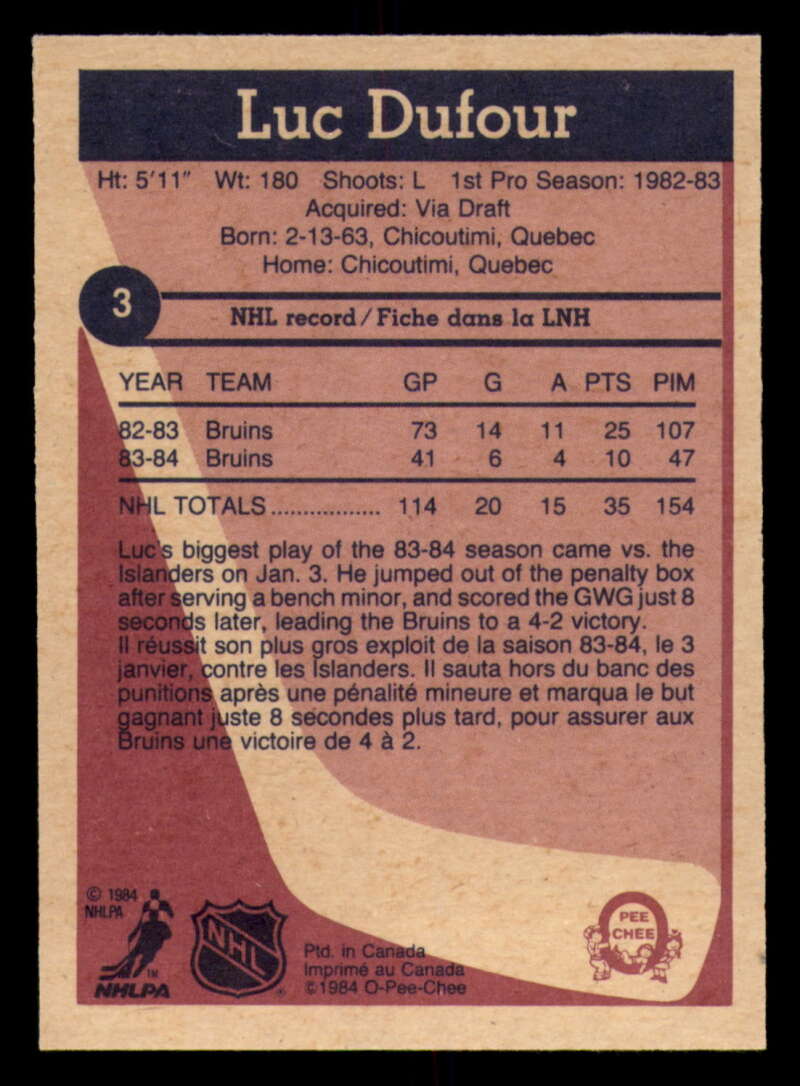 Luc Dufour
Ht: 5'11" Wt: 180 Shoots: L 1st Pro Season: 1982-83
Acquired: Via Draft
Born: 2-13-63, Chicoutimi, Quebec
Home: Chicoutimi, Quebec
3
NHL record/Fiche dans la LNH
YEAR TEAM GP G A PTS PIM
82-83 Bruins 73 14 11 25 107
83-84 Bruins 41 6 4 10 47
NHL TOTALS................. 114 20 15 35 154
Luc's biggest play of the 83-84 season came vs. the
Islanders on Jan. 3. He jumped out of the penalty box
after serving a bench minor, and scored the GWG just 8
seconds later, leading the Bruins to a 4-2 victory.
Il réussit son plus gros exploit de la saison 83-84, le 3
janvier, contre les Islanders. Il sauta hors du banc des
punitions après une pénalité mineure et marqua le but
gagnant juste 8 secondes plus tard, pour assurer aux
Bruins une victoire de 4 à 2.
© 1984
NHLPA
TM
NHLPA
NHL
Ptd. in Canada
Imprimé au Canada
©1984 O-Pee-Chee
PEE
CHEE